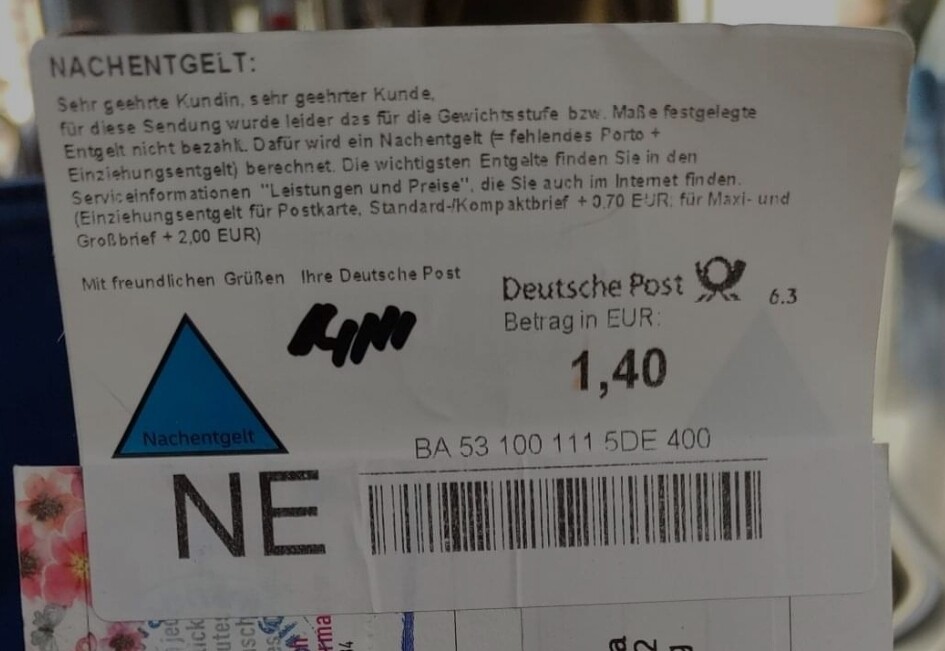 NACHENTGELT:
Sehr geehrte Kundin, sehr geehrter Kunde,
für diese Sendung wurde leider das für die Gewichtsstufe bzw. Maße festgelegte
Entgelt nicht bezahlt. Dafür wird ein Nachentgelt (= fehlendes Porto +
Einziehungsentgelt) berechnet. Die wichtigsten Entgelte finden Sie in den
Serviceinformationen "Leistungen und Preise", die Sie auch im Internet finden.
(Einziehungsentgelt für Postkarte, Standard-/Kompaktbrief + 0,70 EUR; für Maxi- und
Großbrief + 2,00 EUR)
Mit freundlichen Grüßen Ihre Deutsche Post
Deutsche Post
6.3
Betrag in EUR:
1,40
Nachentgelt
BA 53 100 111 5DE 400
NE